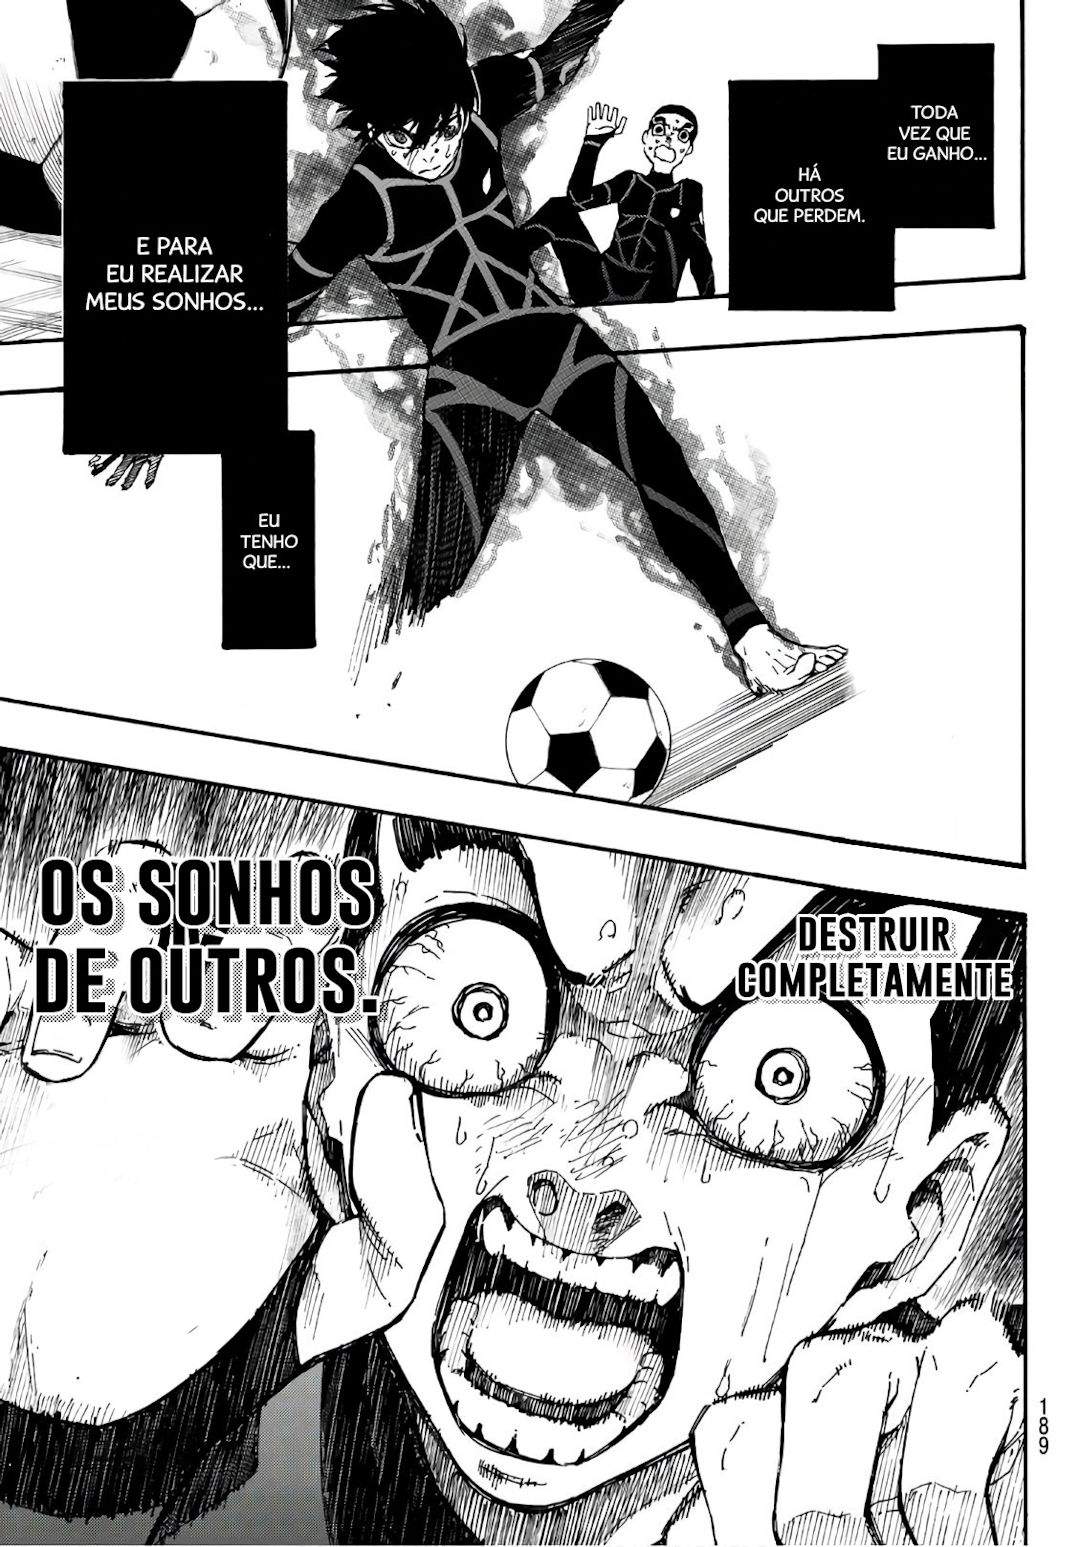 TODA
VEZ QUE
EU GANHO...
HÁ
OUTROS
QUE PERDEM.
E PARA
EU REALIZAR
MEUS SONHOS...
EU
TENHO
QUE...
DESTRUIR
COMPLETAMENTE
OS SONHOS
DE OUTROS.
189